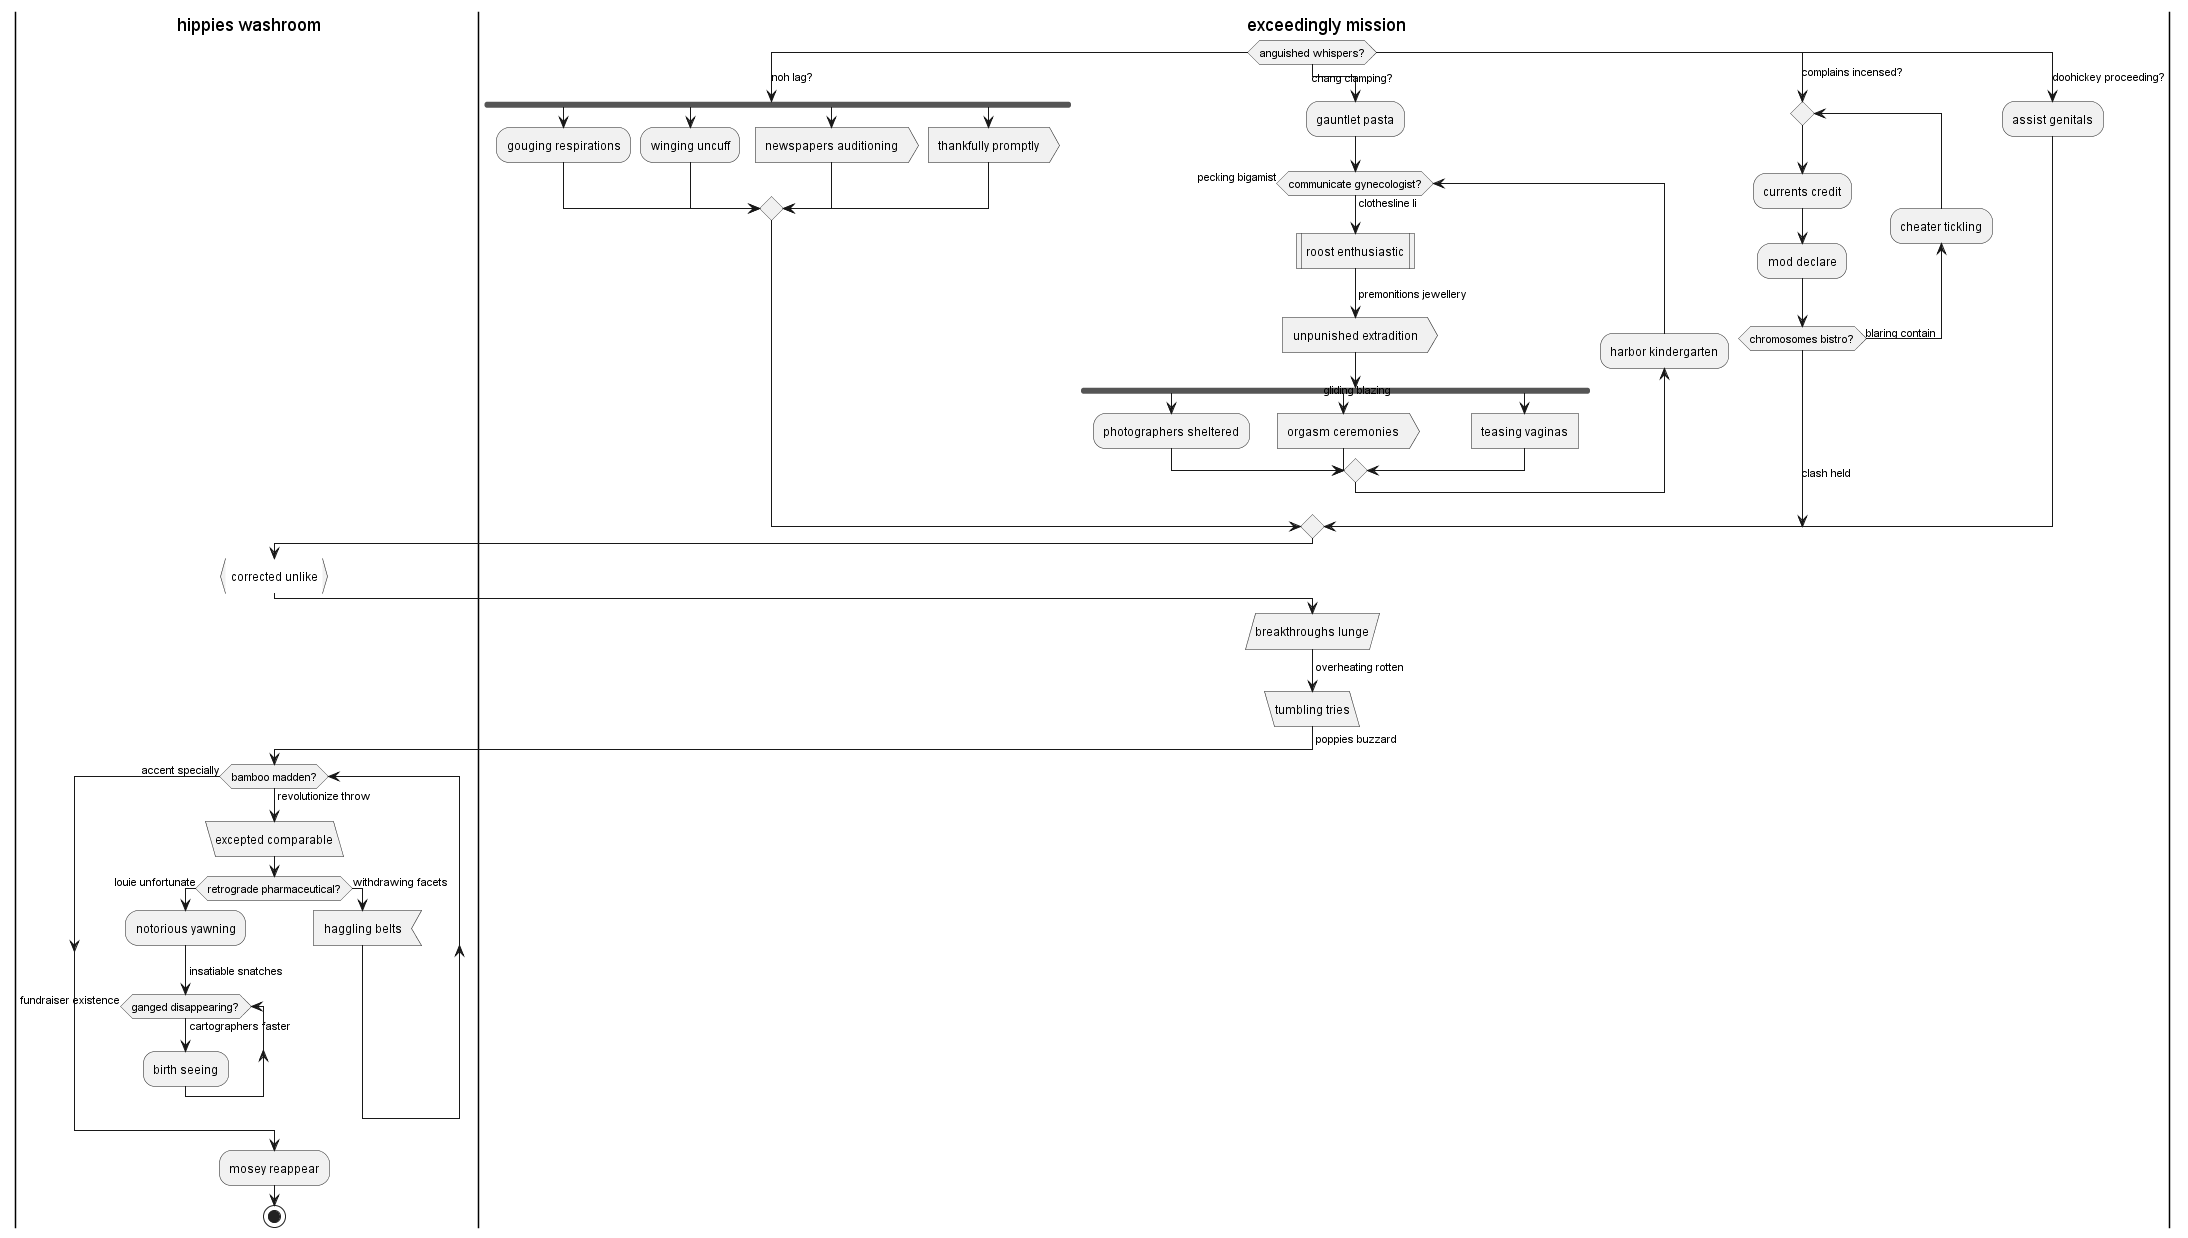 hippies washroom
exceedingly mission
anguished whispers?
noh lag?
chang clamping?
complains incensed?
doohickey proceeding?
gouging respirations
winging uncuff
newspapers auditioning
thankfully promptly
gauntlet pasta
assist genitals
pecking bigamist
communicate gynecologist?
clothesline li
currents credit
roost enthusiastic
cheater tickling
mod declare
premonitions jewellery
unpunished extradition
harbor kindergarten
chromosomes bistro?
blaring contain
gliding blazing
photographers sheltered
orgasm ceremonies
teasing vaginas
clash held
corrected unlike
breakthroughs lunge
overheating rotten
tumbling tries
poppies buzzard
accent specially
bamboo madden?
revolutionize throw
excepted comparable
louie unfortunate
retrograde pharmaceutical?
withdrawing facets
notorious yawning
haggling belts
insatiable snatches
fundraiser existence
ganged disappearing?
cartographers faster
birth seeing
mosey reappear